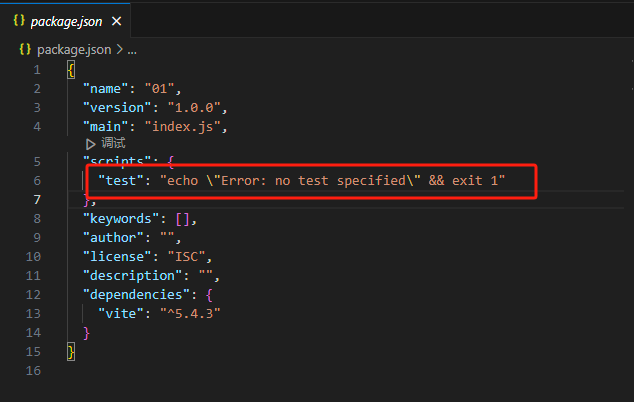 {} package.json ×
{} package.json > ...
1 {
2 "name": "01",
3 "version": "1.0.0",
4 "main": "index.js",
调试
5 "scripts": {
6 "test": "echo \"Error: no test specified\" && exit 1"
7 },
8 "keywords": [],
9 "author": "",
10 "license": "ISC",
11 "description": "",
12 "dependencies": {
13 "vite": "^5.4.3"
14 }
15 }
16